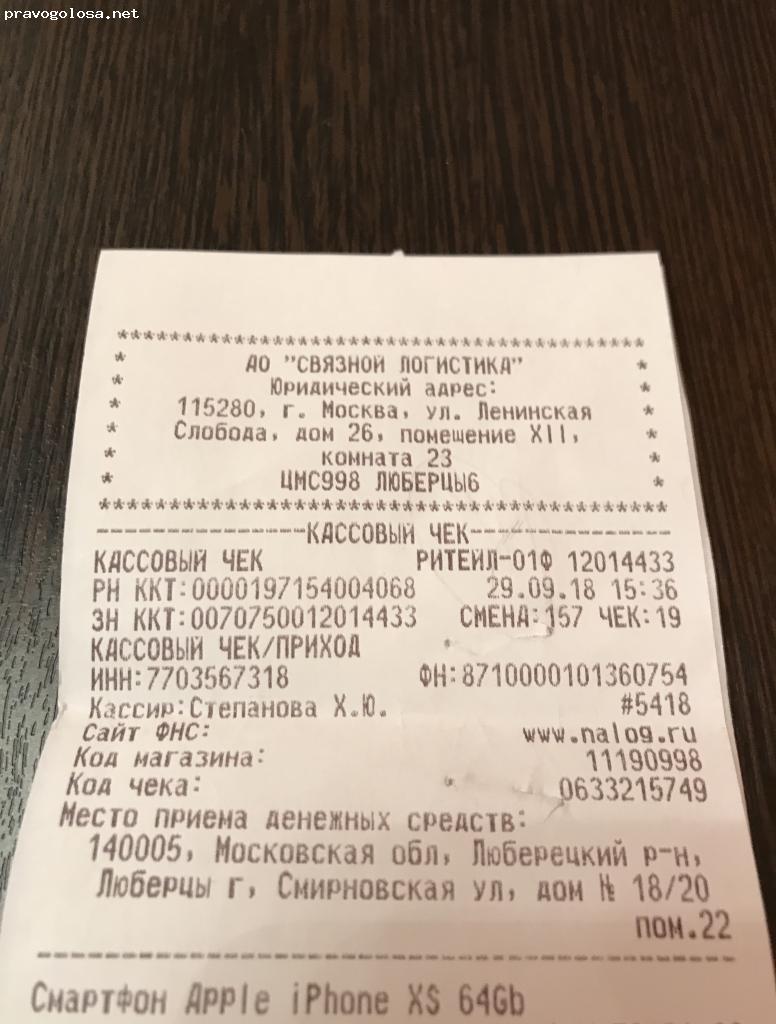 pravogolosa.net
****************************************
* АО "СВЯЗНОЙ ЛОГИСТИКА" *
* Юридический адрес: *
* 115280, г. Москва, ул. Ленинская *
* Слобода, дом 26, помещение XII, *
* комната 23 *
* ЦМС998 ЛЮБЕРЦЫ6 *
****************************************
----------------КАССОВЫЙ ЧЕК----------------
КАССОВЫЙ ЧЕК РИТЕЙЛ-01Ф 12014433
РН ККТ:0000197154004068 29.09.18 15:36
ЗН ККТ:0070750012014433 СМЕНА:157 ЧЕК:19
КАССОВЫЙ ЧЕК/ПРИХОД
ИНН:7703567318 ФН:8710000101360754
Кассир:Степанова Х.Ю. #5418
Сайт ФНС: www.nalog.ru
Код магазина: 11190998
Код чека: 0633215749
Место приема денежных средств:
140005, Московская обл, Люберецкий р-н,
Люберцы г, Смирновская ул, дом № 18/20
пом.22
----------------------------------------
Смартфон Apple iPhone XS 64Gb